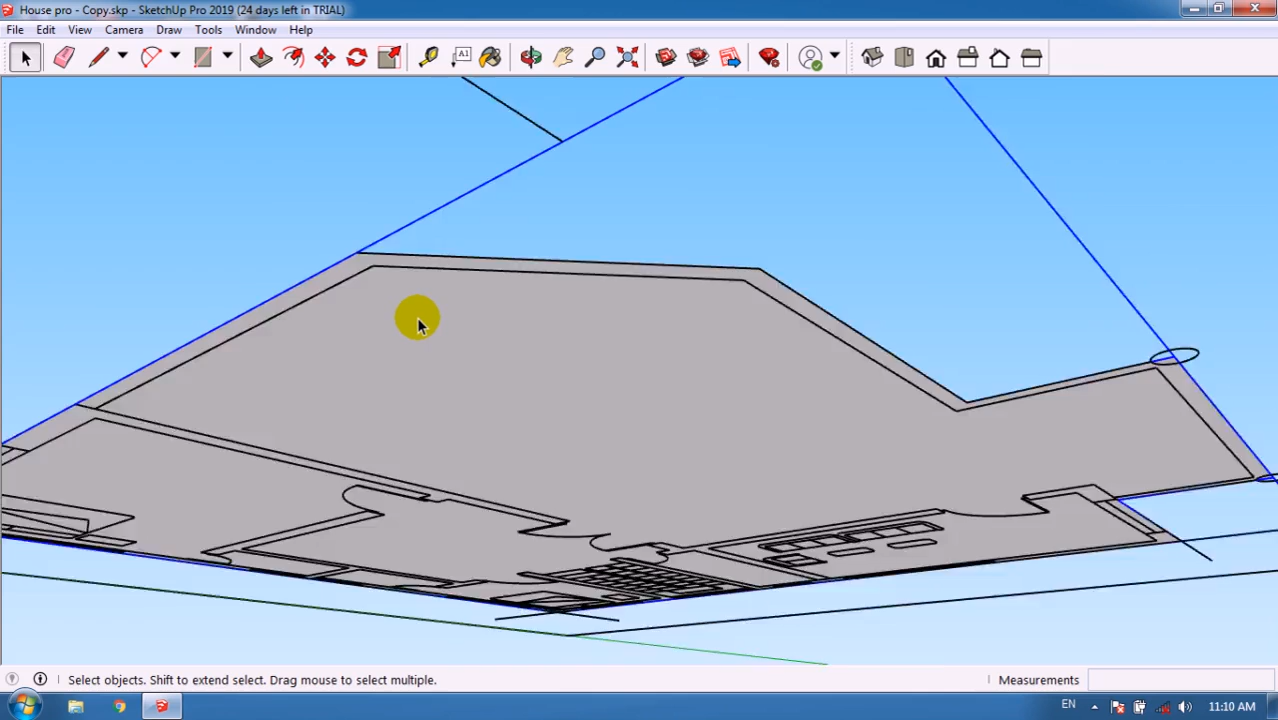 House pro - Copy.skp - SketchUp Pro 2019 (24 days left in TRIAL)
File Edit View Camera Draw Tools Window Help
A1
Select objects. Shift to extend select. Drag mouse to select multiple.
Measurements
EN
11:10 AM